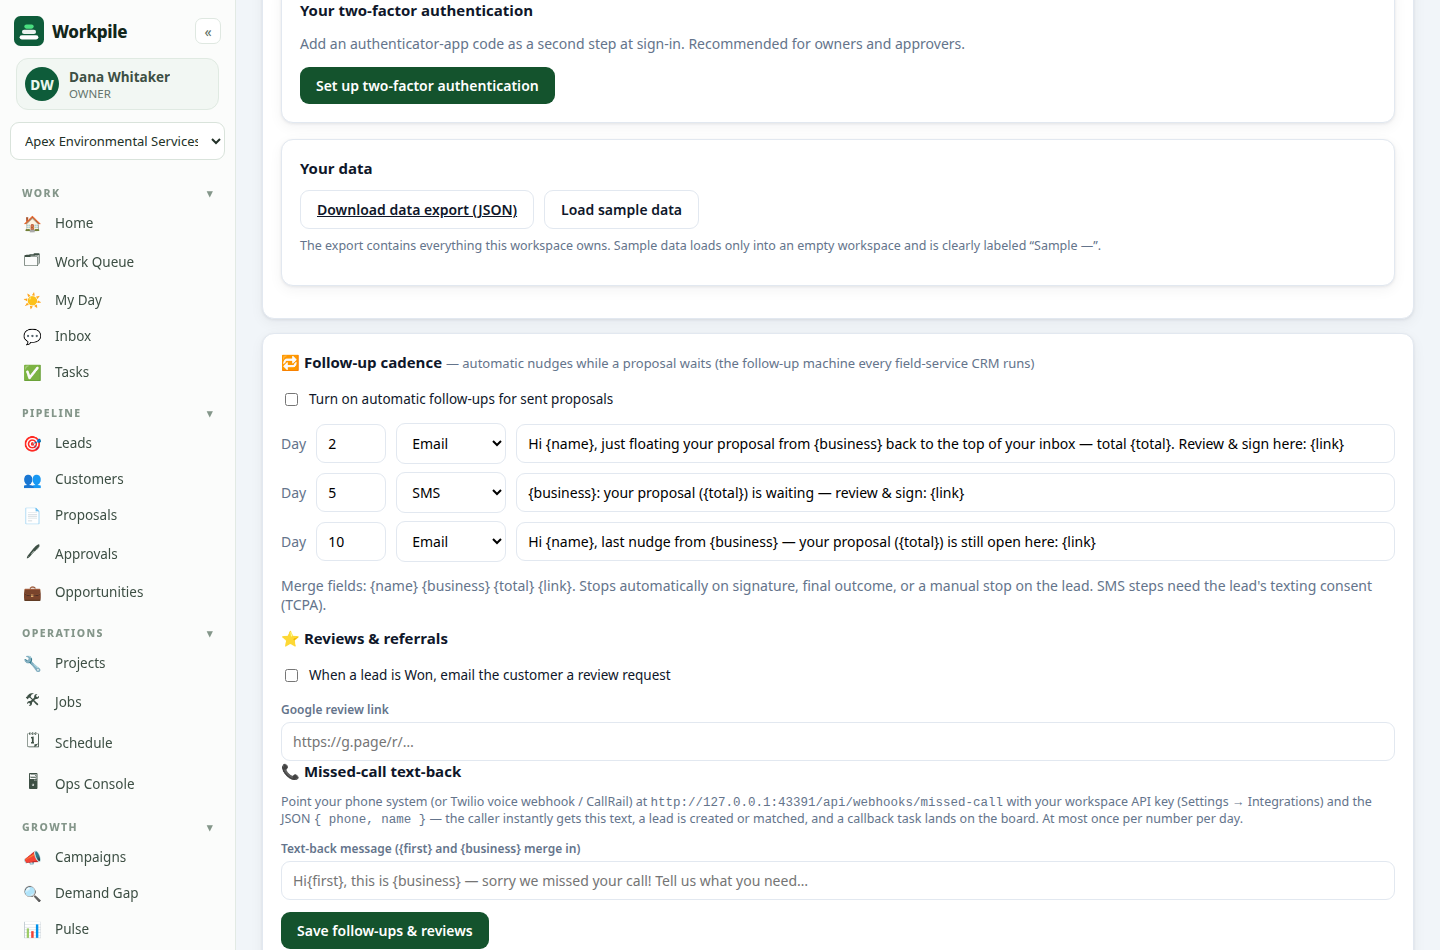 Workpile
«
DW
Dana Whitaker
OWNER
Apex Environmental Services
WORK
Home
Work Queue
My Day
Inbox
Tasks
PIPELINE
Leads
Customers
Proposals
Approvals
Opportunities
OPERATIONS
Projects
Jobs
Schedule
Ops Console
GROWTH
Campaigns
Demand Gap
Pulse
Your two-factor authentication
Add an authenticator-app code as a second step at sign-in. Recommended for owners and approvers.
Set up two-factor authentication
Your data
Download data export (JSON)
Load sample data
The export contains everything this workspace owns. Sample data loads only into an empty workspace and is clearly labeled “Sample —”.
Follow-up cadence — automatic nudges while a proposal waits (the follow-up machine every field-service CRM runs)
Turn on automatic follow-ups for sent proposals
Day 2 Email Hi {name}, just floating your proposal from {business} back to the top of your inbox — total {total}. Review & sign here: {link}
Day 5 SMS {business}: your proposal ({total}) is waiting — review & sign: {link}
Day 10 Email Hi {name}, last nudge from {business} — your proposal ({total}) is still open here: {link}
Merge fields: {name} {business} {total} {link}. Stops automatically on signature, final outcome, or a manual stop on the lead. SMS steps need the lead's texting consent
(TCPA).
Reviews & referrals
When a lead is Won, email the customer a review request
Google review link
https://g.page/r/...
Missed-call text-back
Point your phone system (or Twilio voice webhook / CallRail) at http://127.0.0.1:43391/api/webhooks/missed-call with your workspace API key (Settings → Integrations) and the
JSON { phone, name } — the caller instantly gets this text, a lead is created or matched, and a callback task lands on the board. At most once per number per day.
Text-back message ({first} and {business} merge in)
Hi{first}, this is {business} — sorry we missed your call! Tell us what you need...
Save follow-ups & reviews